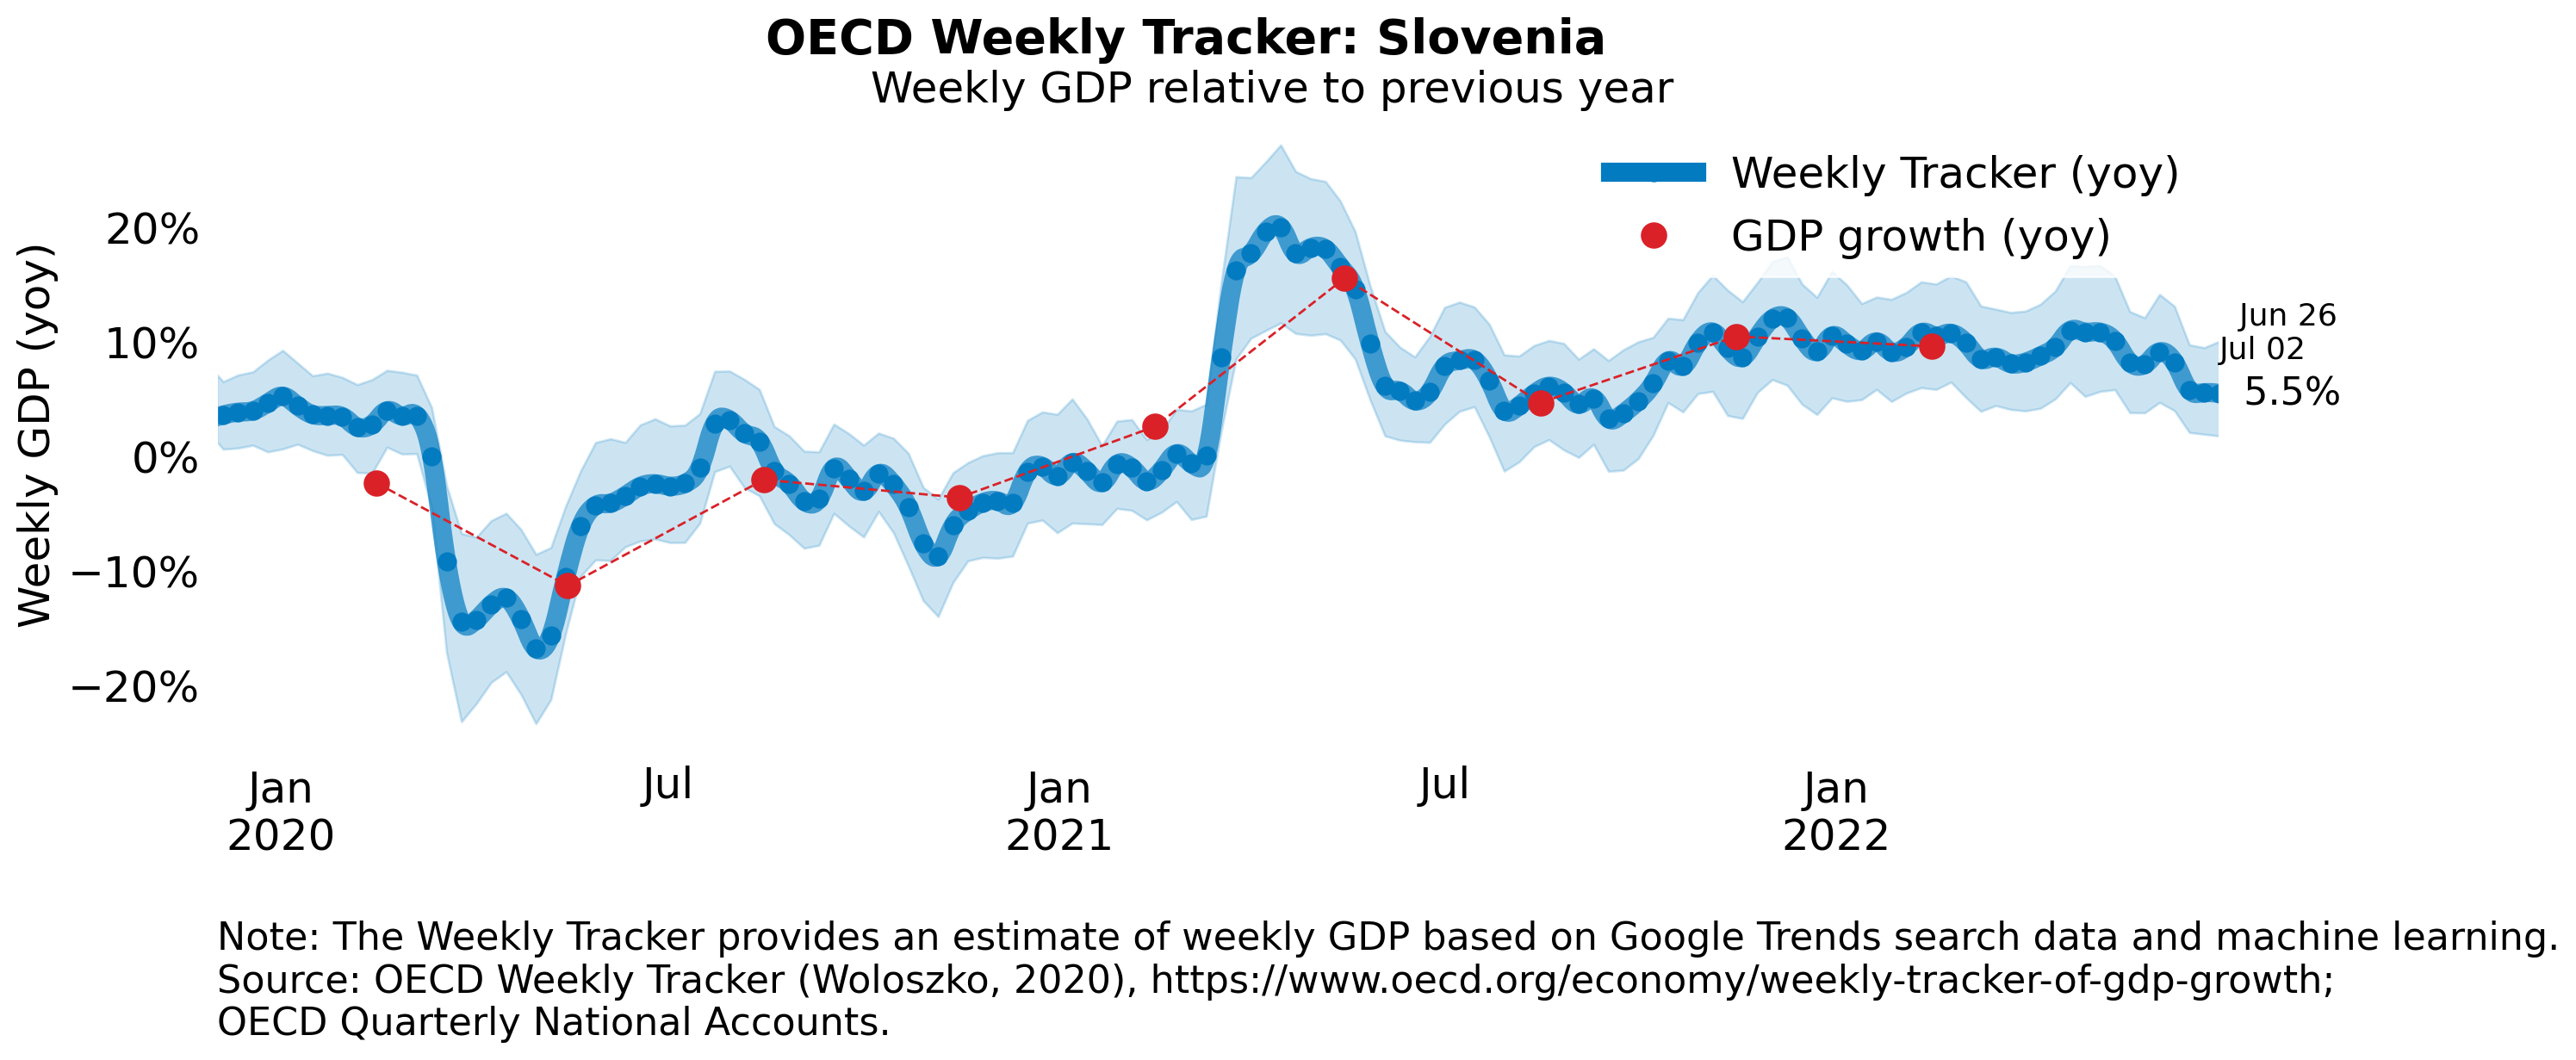 OECD Weekly Tracker: Slovenia
Weekly GDP relative to previous year
Weekly Tracker (yoy)
GDP growth (yoy)
Weekly GDP (yoy)
20%
10%
0%
−10%
−20%
Jun 26
Jul 02
5.5%
Jan
2020
Jul
Jan
2021
Jul
Jan
2022
Note: The Weekly Tracker provides an estimate of weekly GDP based on Google Trends search data and machine learning.
Source: OECD Weekly Tracker (Woloszko, 2020), https://www.oecd.org/economy/weekly-tracker-of-gdp-growth;
OECD Quarterly National Accounts.